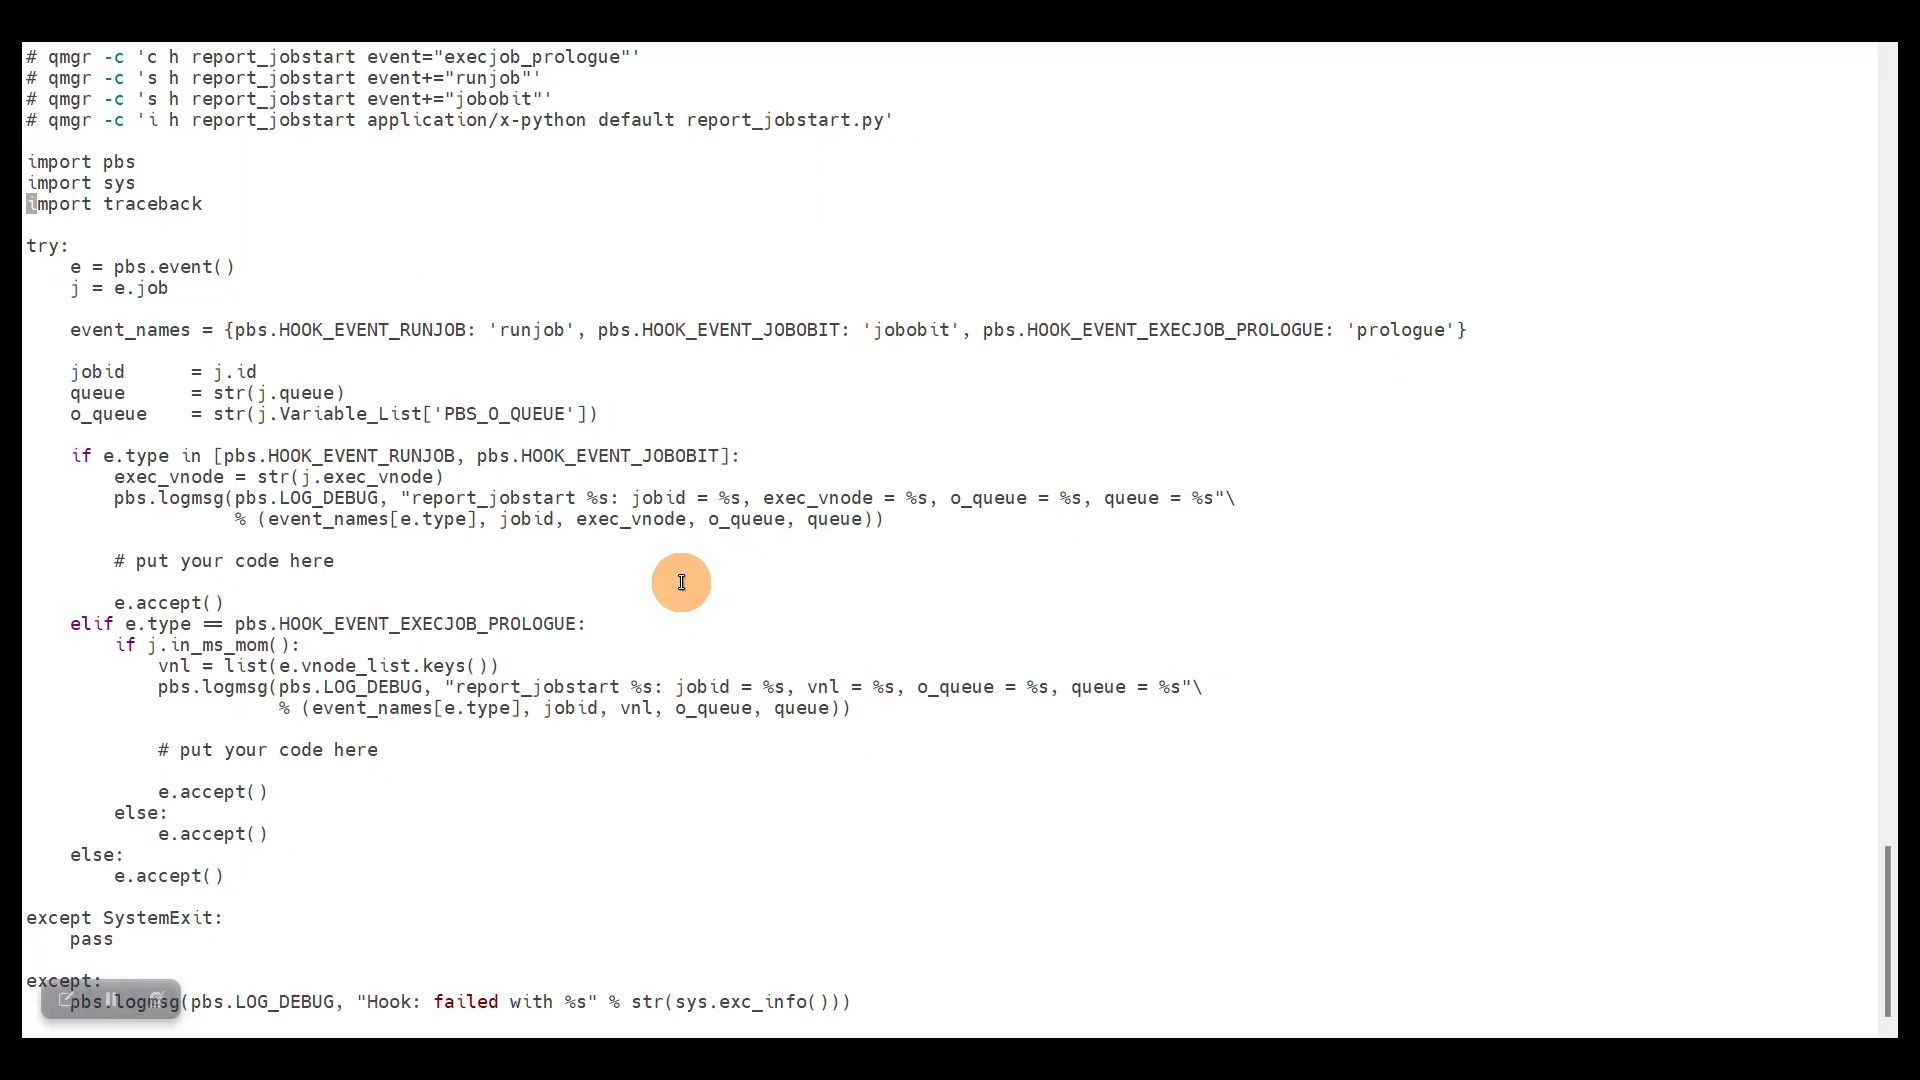 # qmgr -c 'c h report_jobstart event="execjob_prologue"'
# qmgr -c 's h report_jobstart event+="runjob"'
# qmgr -c 's h report_jobstart event+="jobobit"'
# qmgr -c 'i h report_jobstart application/x-python default report_jobstart.py'
import pbs
import sys
import traceback
try:
    e = pbs.event()
    j = e.job
    event_names = {pbs.HOOK_EVENT_RUNJOB: 'runjob', pbs.HOOK_EVENT_JOBOBIT: 'jobobit', pbs.HOOK_EVENT_EXECJOB_PROLOGUE: 'prologue'}
    jobid      = j.id
    queue      = str(j.queue)
    o_queue    = str(j.Variable_List['PBS_O_QUEUE'])
    if e.type in [pbs.HOOK_EVENT_RUNJOB, pbs.HOOK_EVENT_JOBOBIT]:
        exec_vnode = str(j.exec_vnode)
        pbs.logmsg(pbs.LOG_DEBUG, "report_jobstart %s: jobid = %s, exec_vnode = %s, o_queue = %s, queue = %s"\
                   % (event_names[e.type], jobid, exec_vnode, o_queue, queue))
        # put your code here
        e.accept()
    elif e.type == pbs.HOOK_EVENT_EXECJOB_PROLOGUE:
        if j.in_ms_mom():
            vnl = list(e.vnode_list.keys())
            pbs.logmsg(pbs.LOG_DEBUG, "report_jobstart %s: jobid = %s, vnl = %s, o_queue = %s, queue = %s"\
                       % (event_names[e.type], jobid, vnl, o_queue, queue))
            # put your code here
            e.accept()
        else:
            e.accept()
    else:
        e.accept()
except SystemExit:
    pass
except:
    pbs.logmsg(pbs.LOG_DEBUG, "Hook: failed with %s" % str(sys.exc_info()))